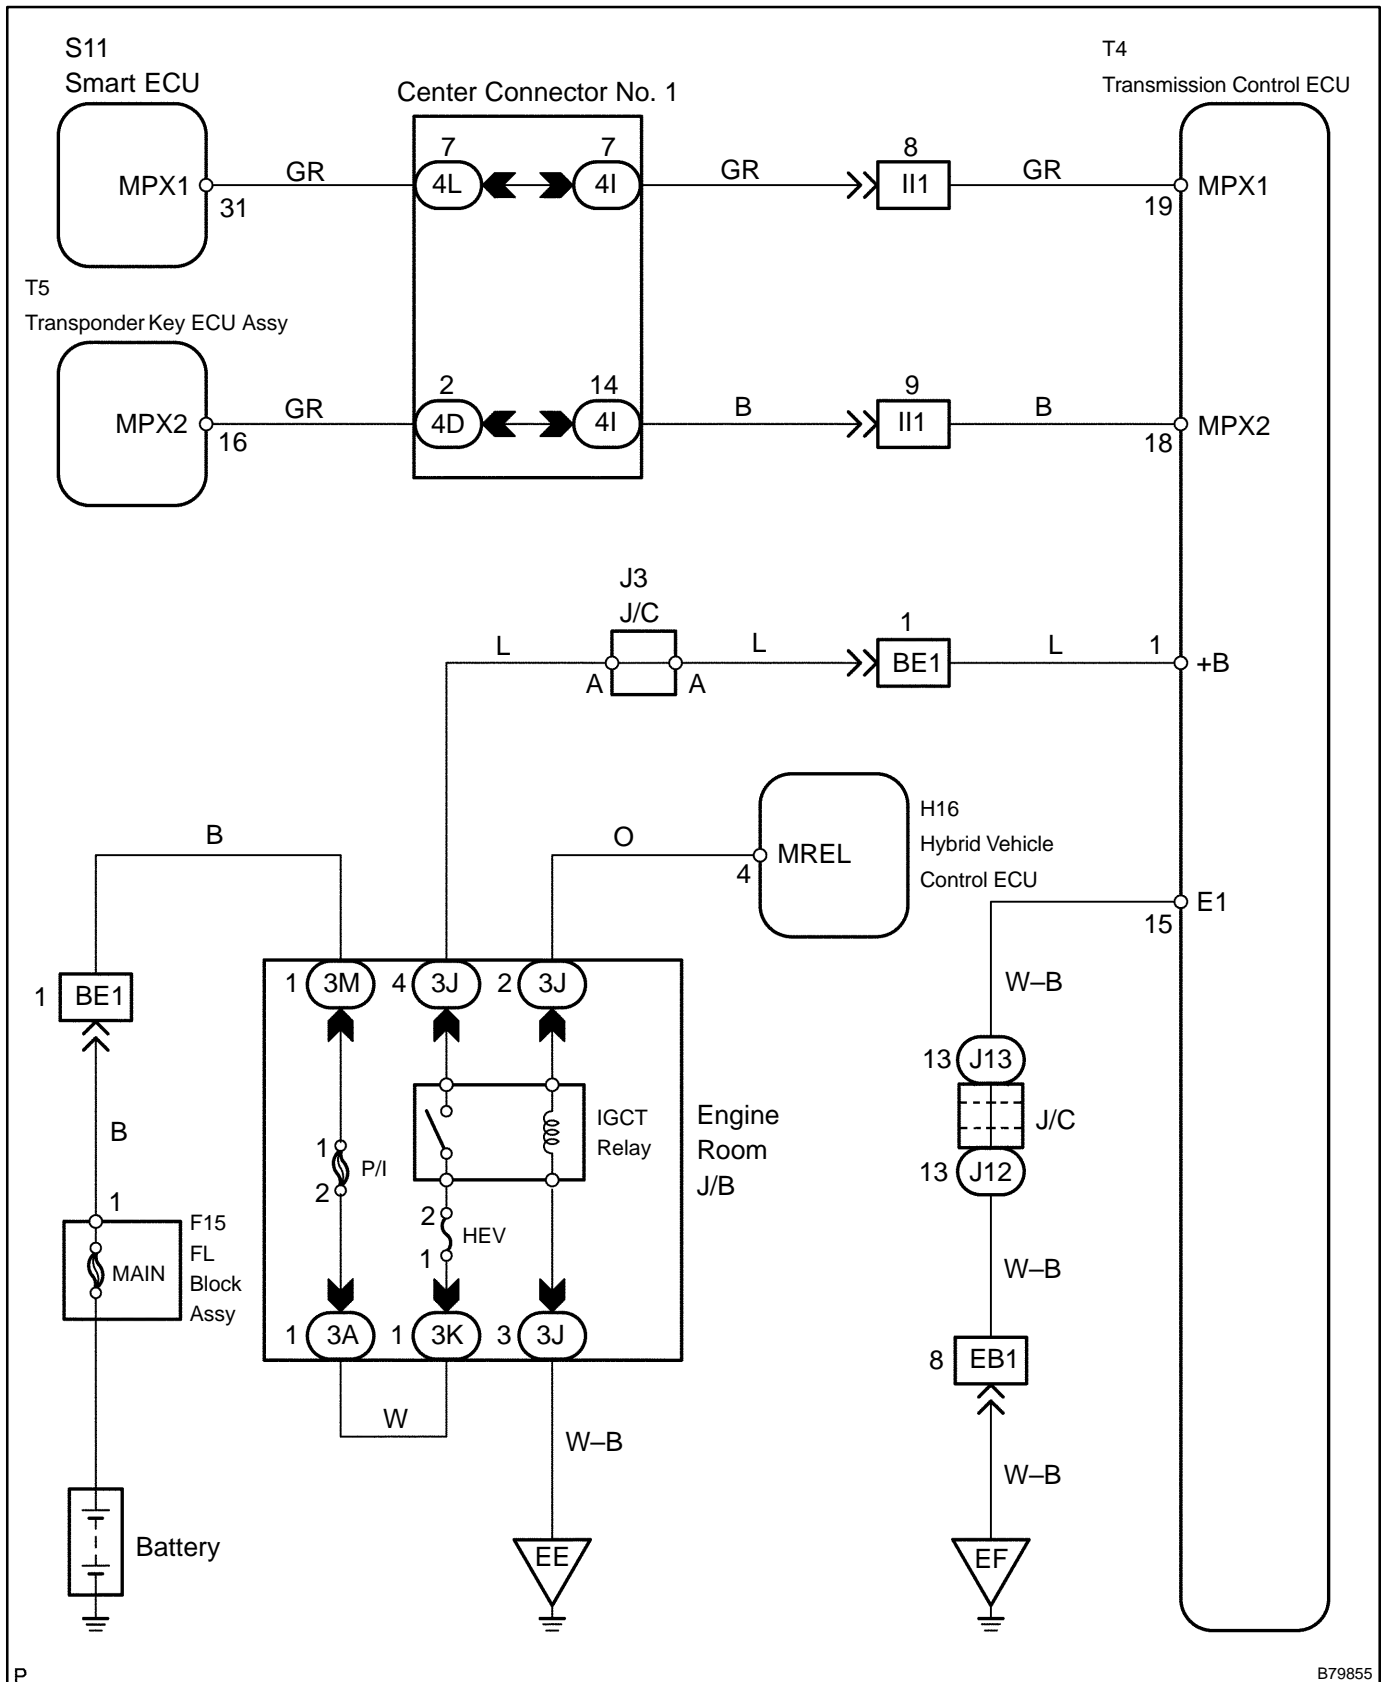 S11
Smart ECU
T4
Transmission Control ECU
Center Connector No. 1
7
7
8
MPX1
GR
4L
4I
GR
II1
GR
MPX1
31
19
T5
Transponder Key ECU Assy
2
14
9
MPX2
GR
4D
4I
B
II1
B
MPX2
16
18
J3
J/C
L
A
A
L
1
BE1
L
1
+B
B
O
MREL
4
H16
Hybrid Vehicle
Control ECU
E1
15
1
BE1
1
3M
4
3J
2
3J
W–B
13
J13
J/C
13
J12
B
1
P/I
2
IGCT
Relay
Engine
Room
J/B
2
HEV
1
1
F15
FL
Block
Assy
MAIN
W–B
1
3A
1
3K
3
3J
8
EB1
W
W–B
W–B
Battery
EE
EF
P
B79855